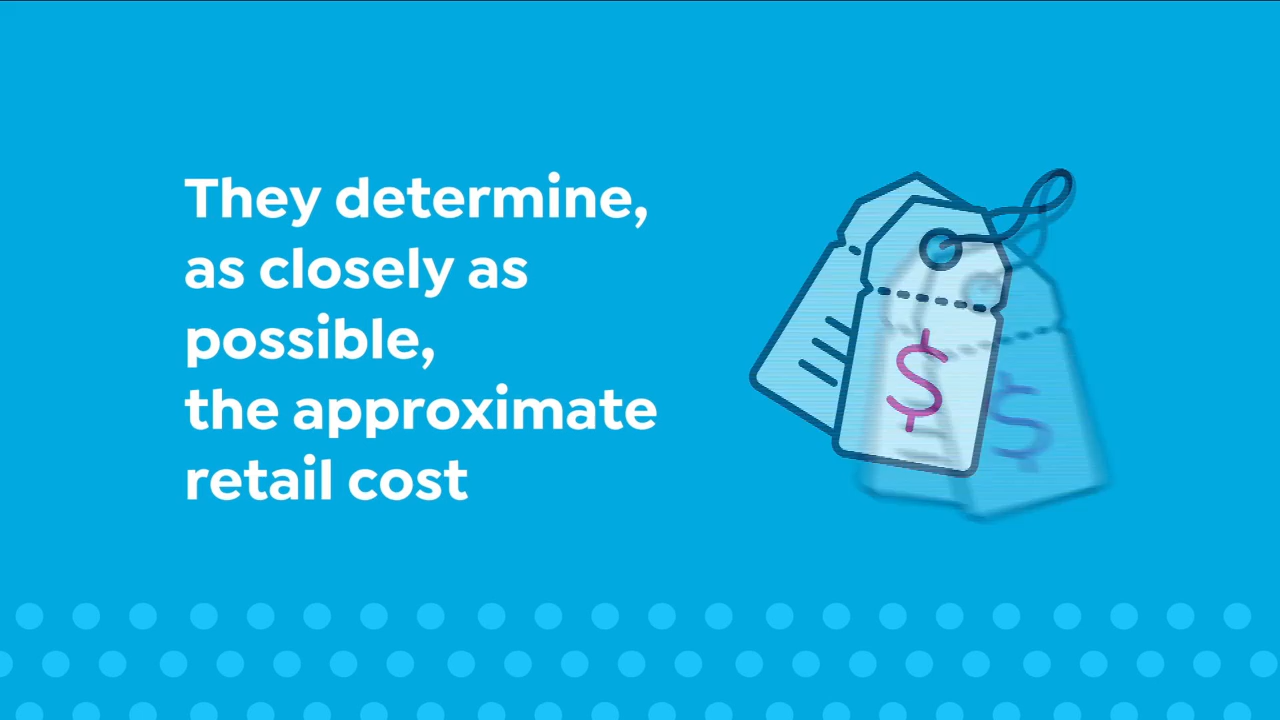 They determine,
as closely as
possible,
the approximate
retail cost
$
$